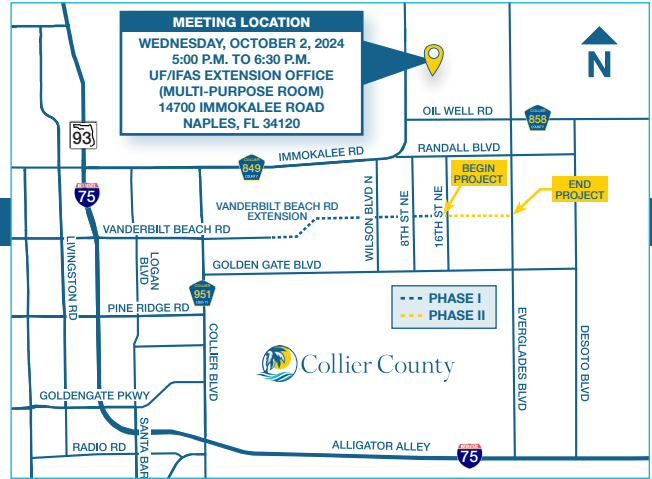 MEETING LOCATION
WEDNESDAY, OCTOBER 2, 2024
5:00 P.M. TO 6:30 P.M.
UF/IFAS EXTENSION OFFICE
(MULTI-PURPOSE ROOM)
14700 IMMOKALEE ROAD
NAPLES, FL 34120
N
OIL WELL RD
COLLIER
858
COUNTY
93
RANDALL BLVD
IMMOKALEE RD
COLLIER
849
COUNTY
BEGIN
PROJECT
END
PROJECT
75
VANDERBILT BEACH RD
EXTENSION
VANDERBILT BEACH RD
WILSON BLVD N
8TH ST NE
16TH ST NE
LIVINGSTON RD
LOGAN
BLVD
GOLDEN GATE BLVD
COLLIER
951
COUNTY
PINE RIDGE RD
PHASE I
PHASE II
COLLIER BLVD
EVERGLADES BLVD
DESOTO BLVD
Collier County
GOLDENGATE PKWY
SANTA BAR
RADIO RD
ALLIGATOR ALLEY
75